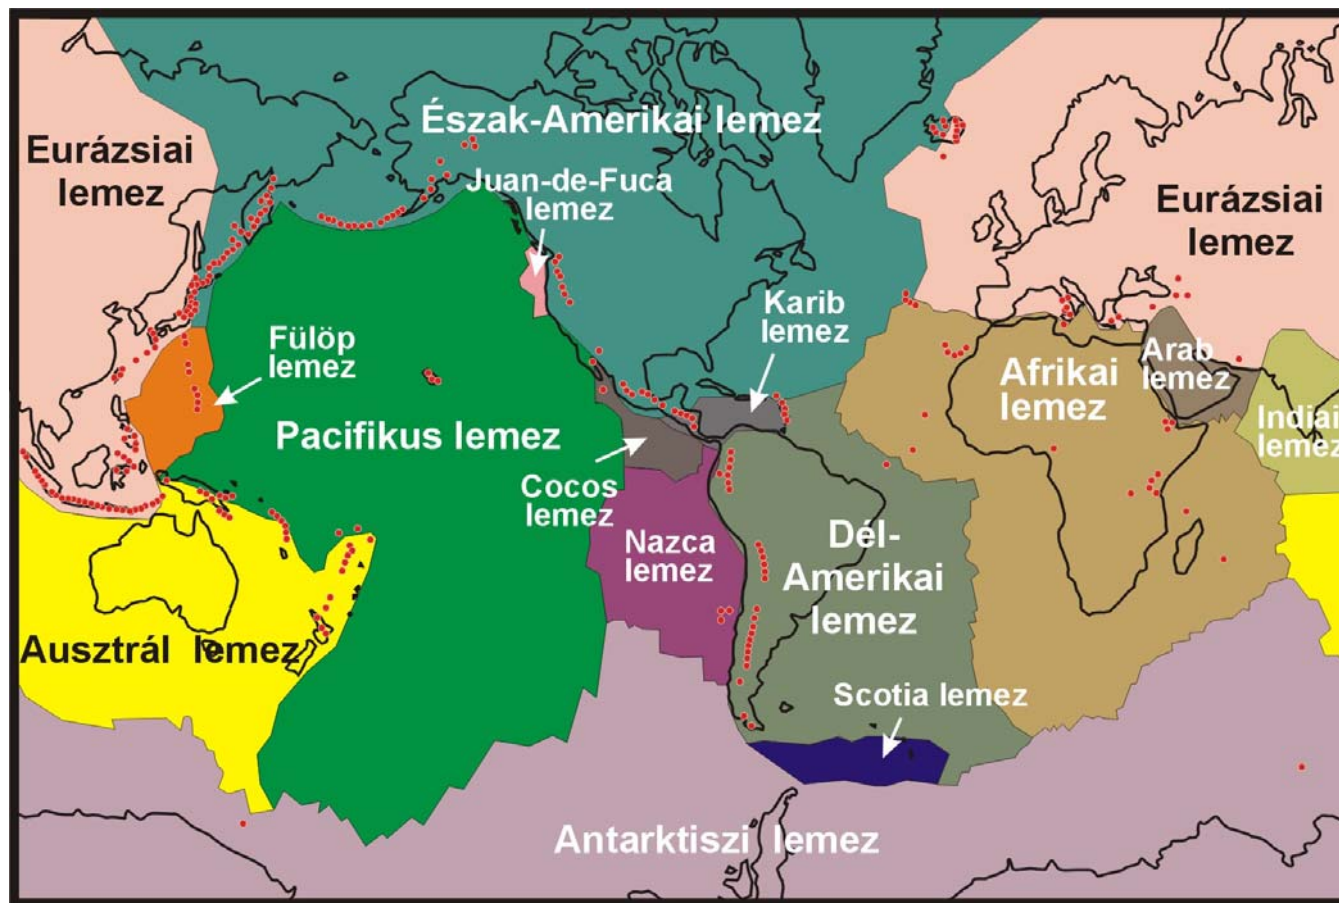 Észak-Amerikai lemez
Eurázsiai
lemez
Juan-de-Fuca
lemez
Eurázsiai
lemez
Karib
lemez
Fülöp
lemez
Arab
lemez
Afrikai
lemez
Indiai
lemez
Pacifikus lemez
Cocos
lemez
Nazca
lemez
Dél-
Amerikai
lemez
Ausztrál lemez
Scotia lemez
Antarktiszi lemez